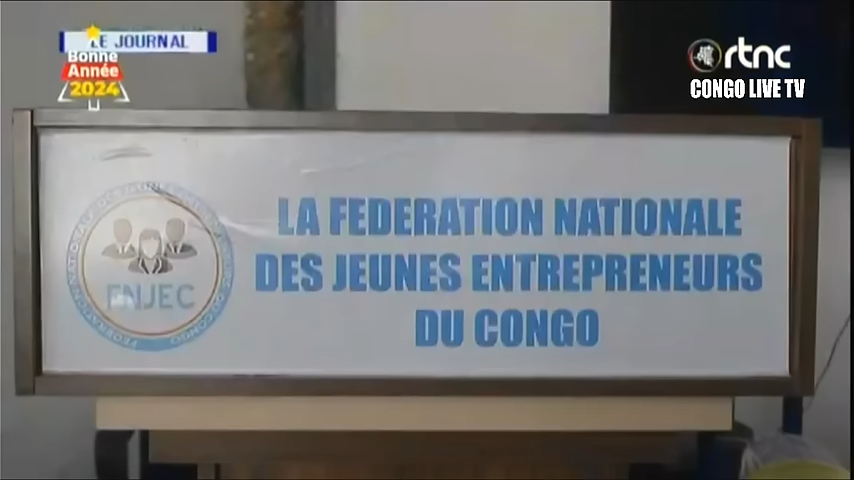 LE JOURNAL
Bonne
Année
2024
rtnc
CONGO LIVE TV
LA FEDERATION NATIONALE
DES JEUNES ENTREPRENEURS
DU CONGO
FNJEC